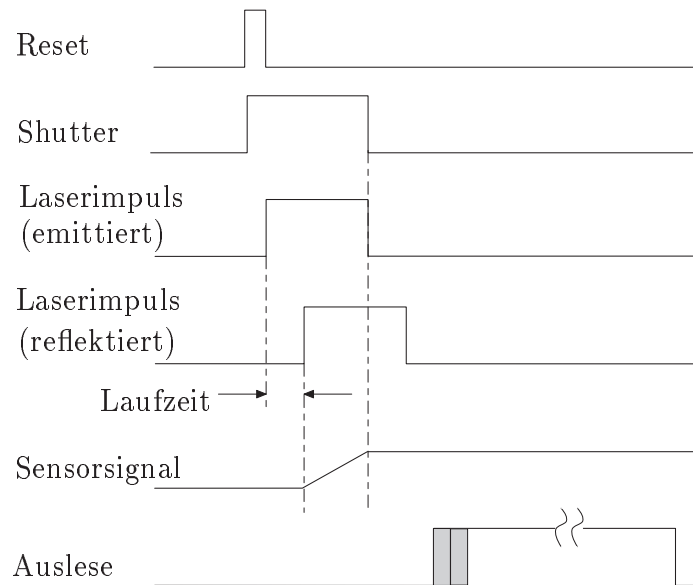 Reset
Shutter
Laserimpuls
(emittiert)
Laserimpuls
(reflektiert)
Laufzeit
Sensorsignal
Auslese